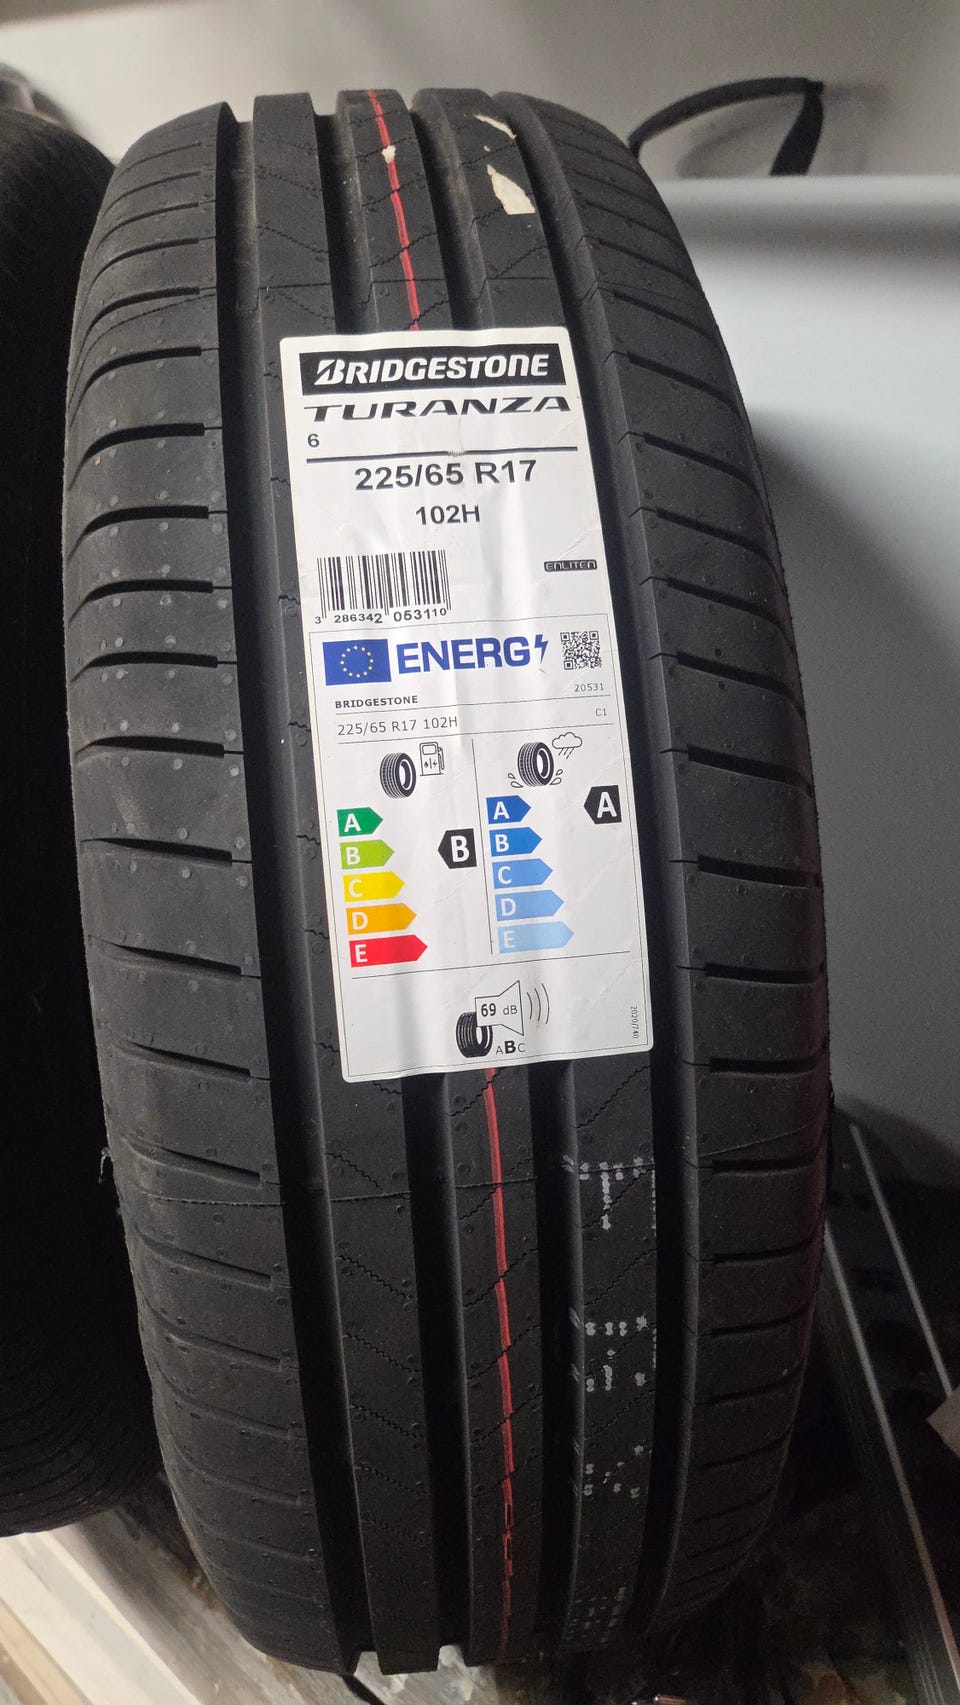 BRIDGESTONE
TURANZA
6
225/65 R17
102H
ENLITEN
3 286342 053110
ENERG
BRIDGESTONE
20531
225/65 R17 102H
C1
A
B
C
D
E
B
A
B
C
D
E
A
69 dB
ABC
2020/740